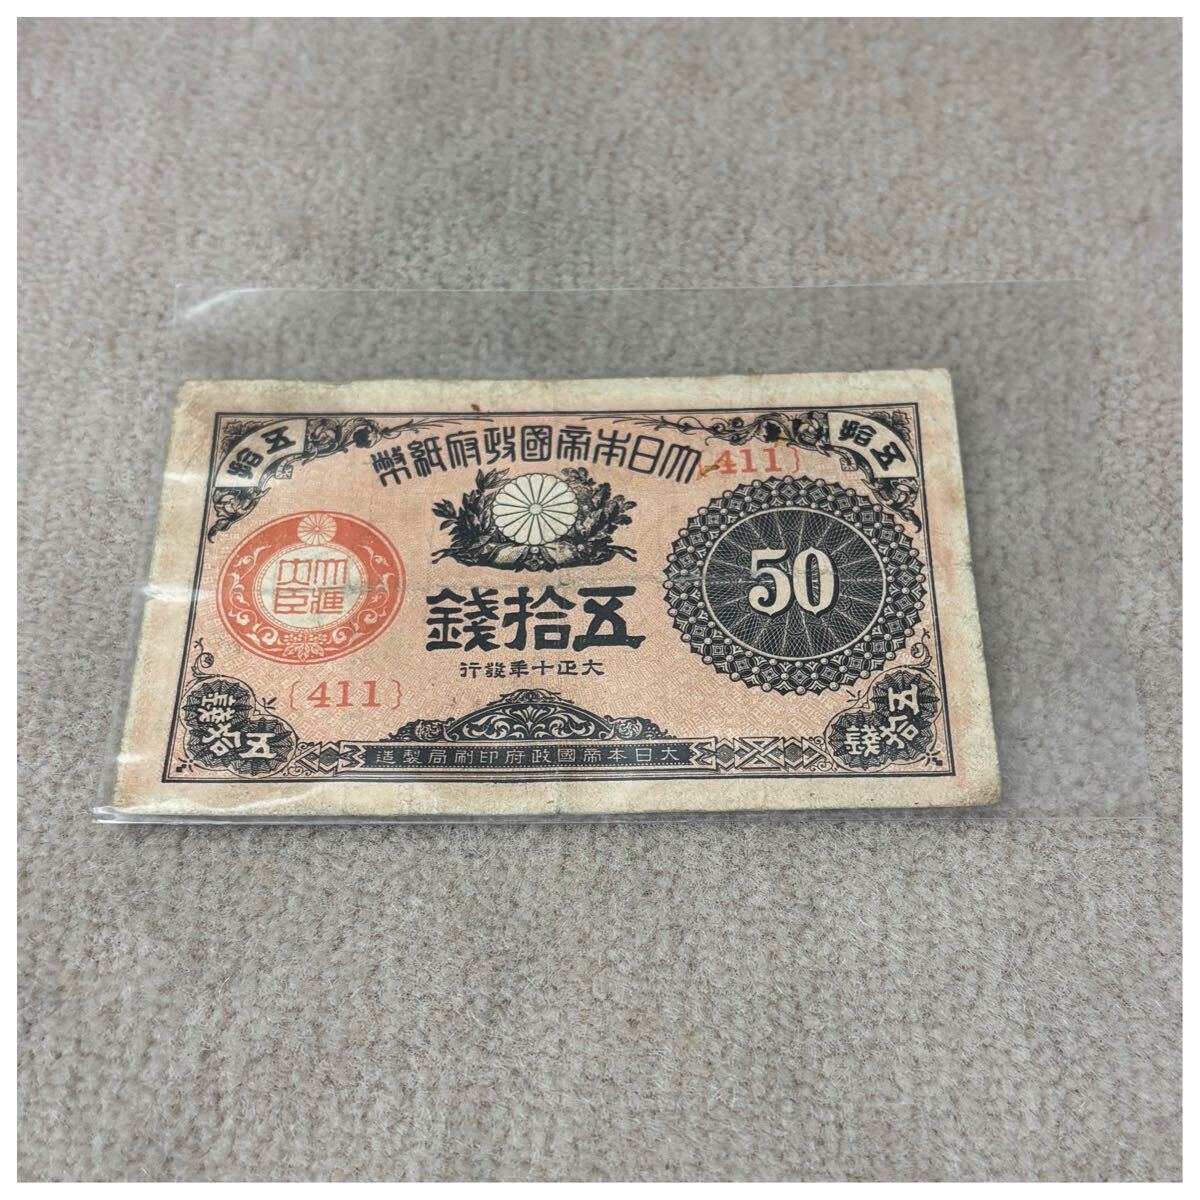 五拾
五拾
大日本帝國政府紙幣
{411}
大藏
大臣
50
五拾錢
大正十年發行
{411}
五拾錢
五拾錢
大日本帝國政府印刷局製造